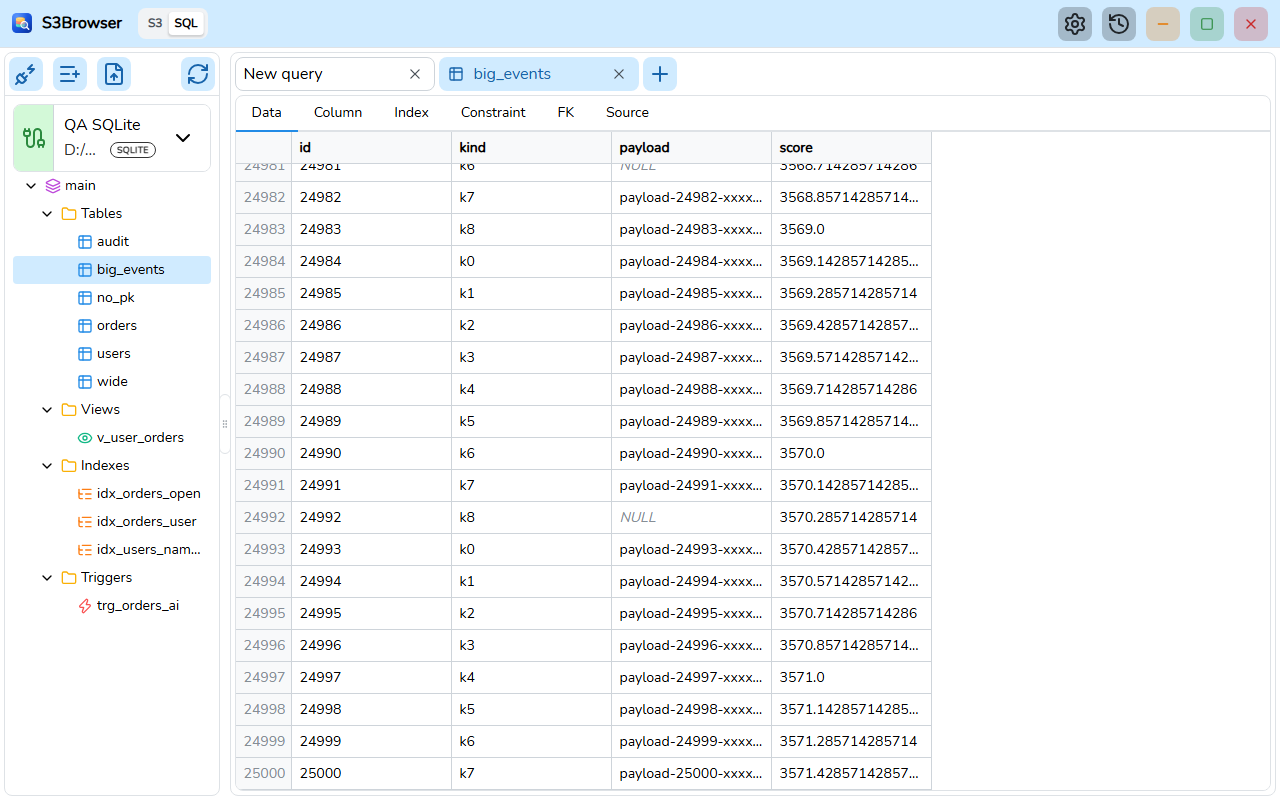 S3Browser S3 SQL
New query big_events
QA SQLite
D:/... SQLITE
main
Tables
audit
big_events
no_pk
orders
users
wide
Views
v_user_orders
Indexes
idx_orders_open
idx_orders_user
idx_users_nam...
Triggers
trg_orders_ai
Data Column Index Constraint FK Source
id kind payload score
24981 24981 k6 NULL 3568.714285714286
24982 24982 k7 payload-24982-xxxx... 3568.85714285714...
24983 24983 k8 payload-24983-xxxx... 3569.0
24984 24984 k0 payload-24984-xxxx... 3569.14285714285...
24985 24985 k1 payload-24985-xxxx... 3569.285714285714
24986 24986 k2 payload-24986-xxxx... 3569.42857142857...
24987 24987 k3 payload-24987-xxxx... 3569.57142857142...
24988 24988 k4 payload-24988-xxxx... 3569.714285714286
24989 24989 k5 payload-24989-xxxx... 3569.85714285714...
24990 24990 k6 payload-24990-xxxx... 3570.0
24991 24991 k7 payload-24991-xxxx... 3570.14285714285...
24992 24992 k8 NULL 3570.285714285714
24993 24993 k0 payload-24993-xxxx... 3570.42857142857...
24994 24994 k1 payload-24994-xxxx... 3570.57142857142...
24995 24995 k2 payload-24995-xxxx... 3570.714285714286
24996 24996 k3 payload-24996-xxxx... 3570.85714285714...
24997 24997 k4 payload-24997-xxxx... 3571.0
24998 24998 k5 payload-24998-xxxx... 3571.14285714285...
24999 24999 k6 payload-24999-xxxx... 3571.285714285714
25000 25000 k7 payload-25000-xxxx... 3571.42857142857...